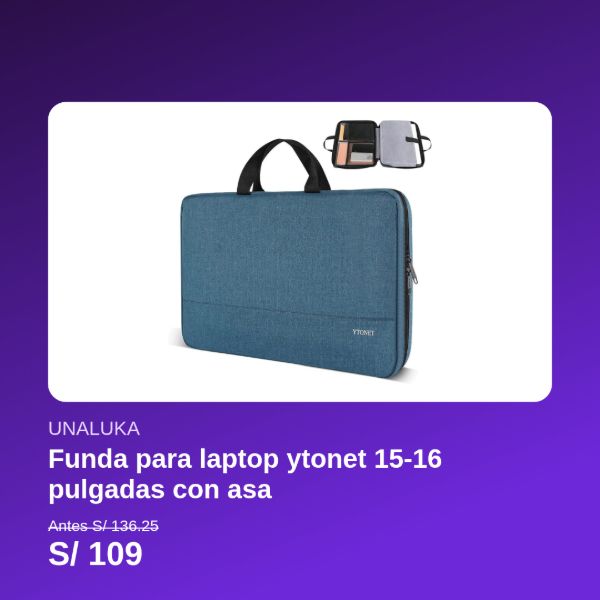 YTONET
UNALUKA
Funda para laptop ytonet 15-16
pulgadas con asa
Antes S/ 136.25
S/ 109